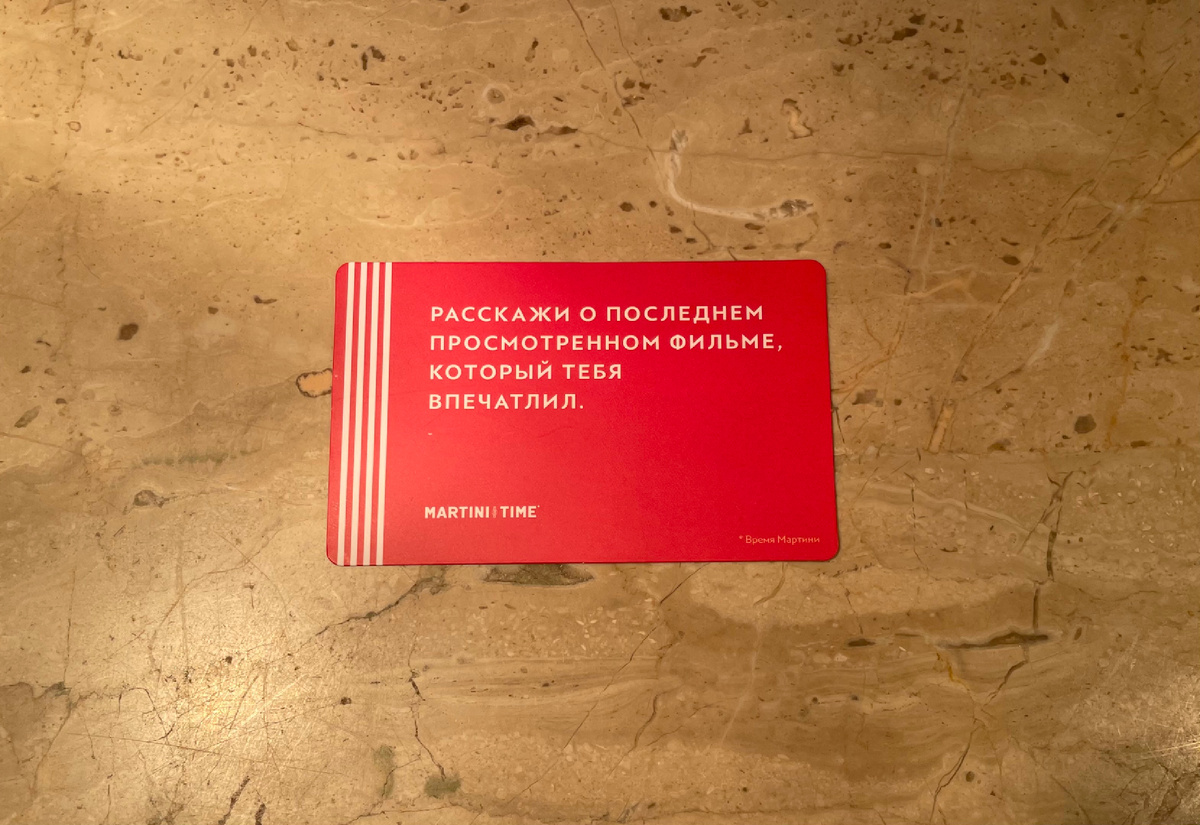 РАССКАЖИ О ПОСЛЕДНЕМ
ПРОСМОТРЕННОМ ФИЛЬМЕ,
КОТОРЫЙ ТЕБЯ
ВПЕЧАТЛИЛ.
MARTINI TIME*
* Время Мартини